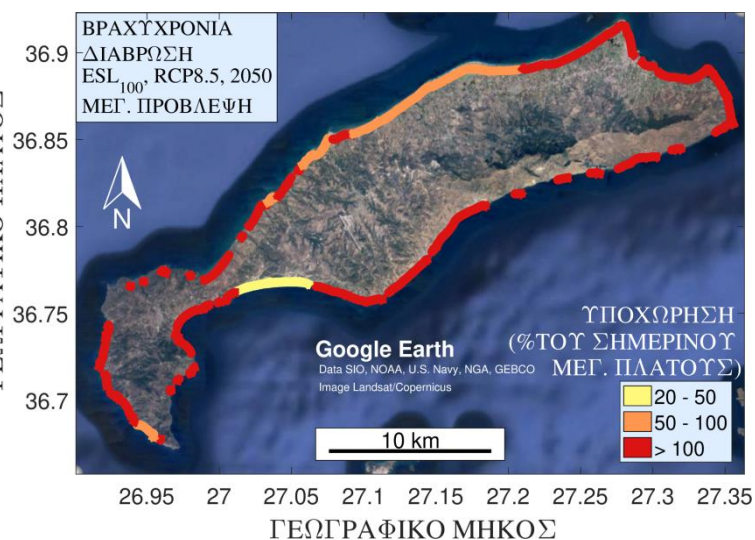 ΒΡΑΧΥΧΡΟΝΙΑ
ΔΙΑΒΡΩΣΗ
ESL100, RCP8.5, 2050
ΜΕΓ. ΠΡΟΒΛΕΨΗ
36.9
36.85
36.8
36.75
36.7
N
ΥΠΟΧΩΡΗΣΗ
(%ΤΟΥ ΣΗΜΕΡΙΝΟΥ
ΜΕΓ. ΠΛΑΤΟΥΣ)
20 - 50
50 - 100
> 100
Google Earth
Data SIO, NOAA, U.S. Navy, NGA, GEBCO
Image Landsat/Copernicus
10 km
26.95 27 27.05 27.1 27.15 27.2 27.25 27.3 27.35
ΓΕΩΓΡΑΦΙΚΟ ΜΗΚΟΣ